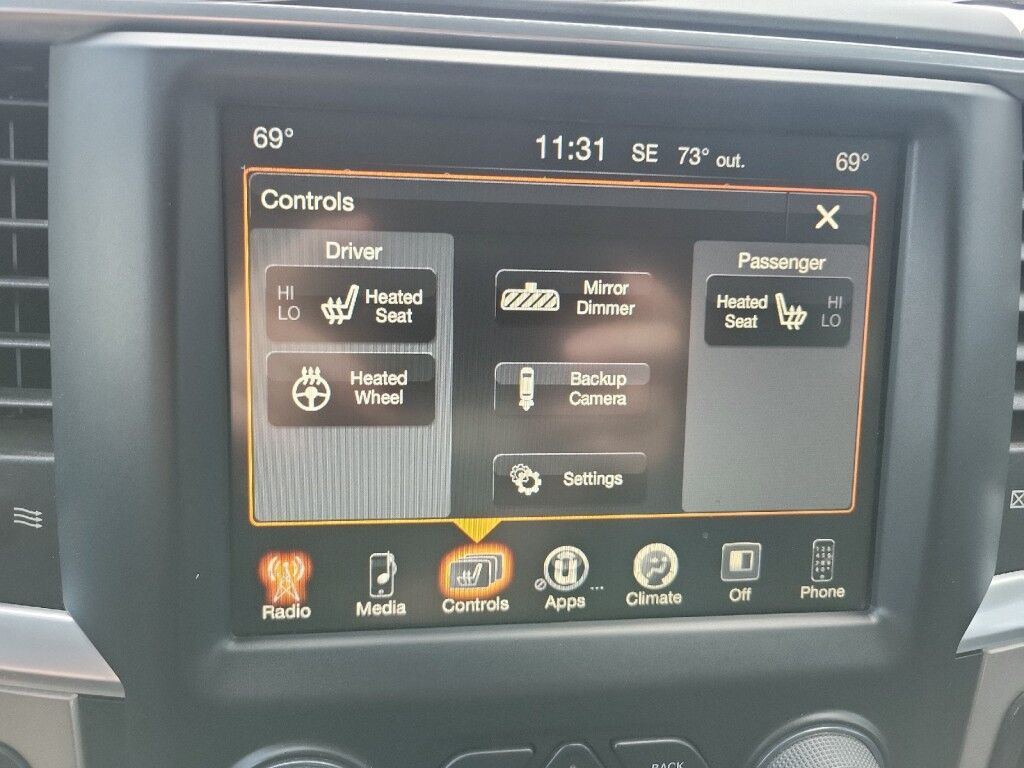 69° 11:31 SE 73° out. 69°
Controls
Driver
HI
LO
Heated
Seat
Heated
Wheel
Mirror
Dimmer
Backup
Camera
Settings
Passenger
Heated
Seat
HI
LO
Radio Media Controls Apps Climate Off Phone
BACK